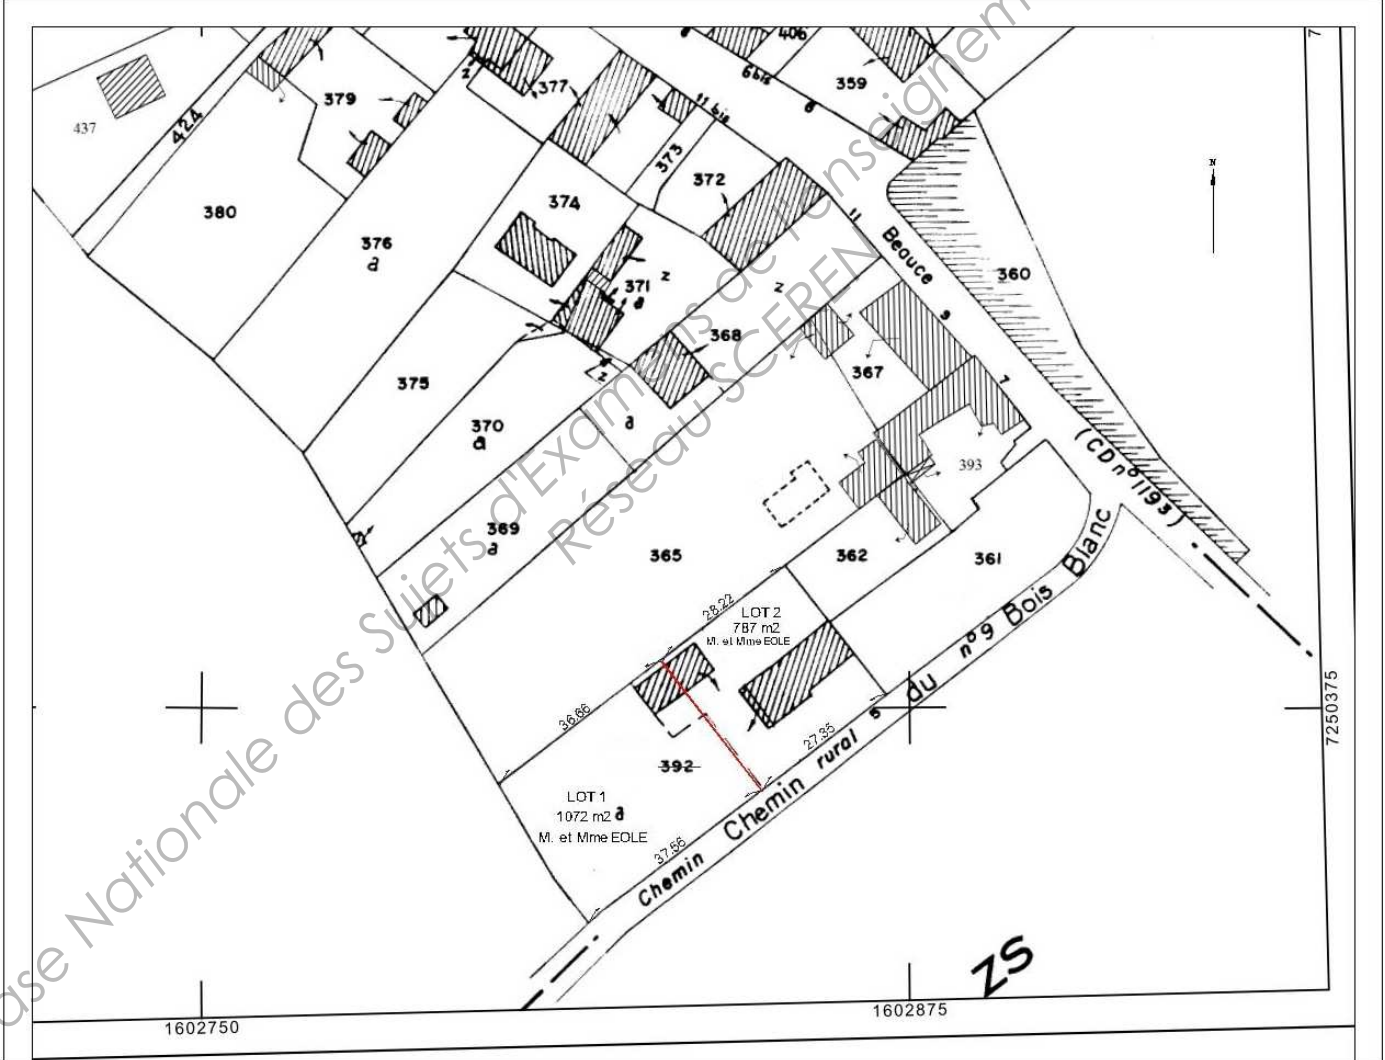 406
6bis
359
7
N
377
379
437
424
11 bis
373
372
380
374
376
a
z
371
a
z
11
Beauce
9
7
360
z
368
367
375
370
a
a
z
393
(CD n° 1193)
369
a
365
362
361
Chemin rural du n°9 Bois Blanc
5
28.22
LOT 2
787 m2
M. et Mme EOLE
36.66
27.35
392
LOT 1
1072 m2 a
M. et Mme EOLE
37.56
Chemin
ZS
7250375
1602750
1602875
Base Nationale des Sujets d'Examens de l'enseignem
Réseau SCEREN